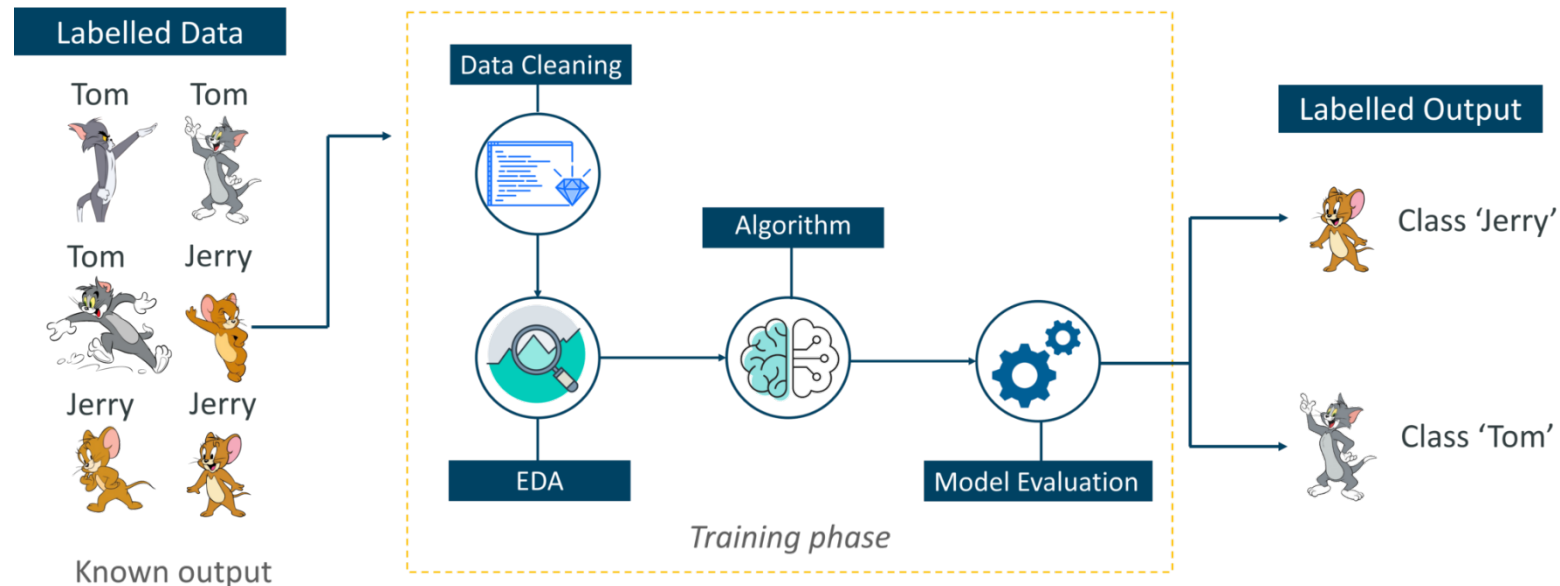 Labelled Data
Tom Tom
Tom Jerry
Jerry Jerry
Known output
Data Cleaning
EDA
Algorithm
Model Evaluation
Training phase
Labelled Output
Class ‘Jerry’
Class ‘Tom’